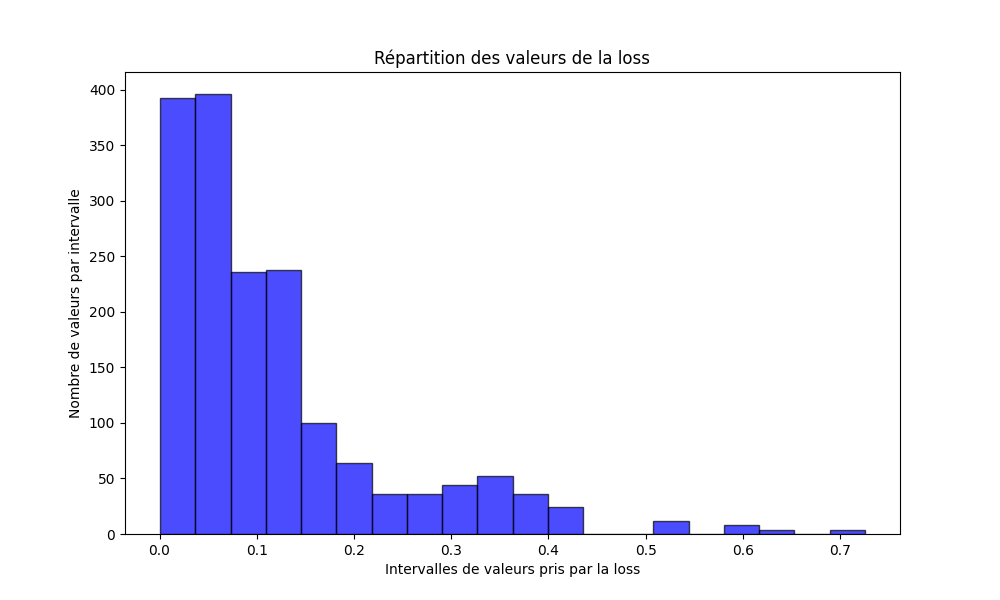 Répartition des valeurs de la loss
400
350
300
250
200
150
100
50
0
Nombre de valeurs par intervalle
0.0 0.1 0.2 0.3 0.4 0.5 0.6 0.7
Intervalles de valeurs pris par la loss